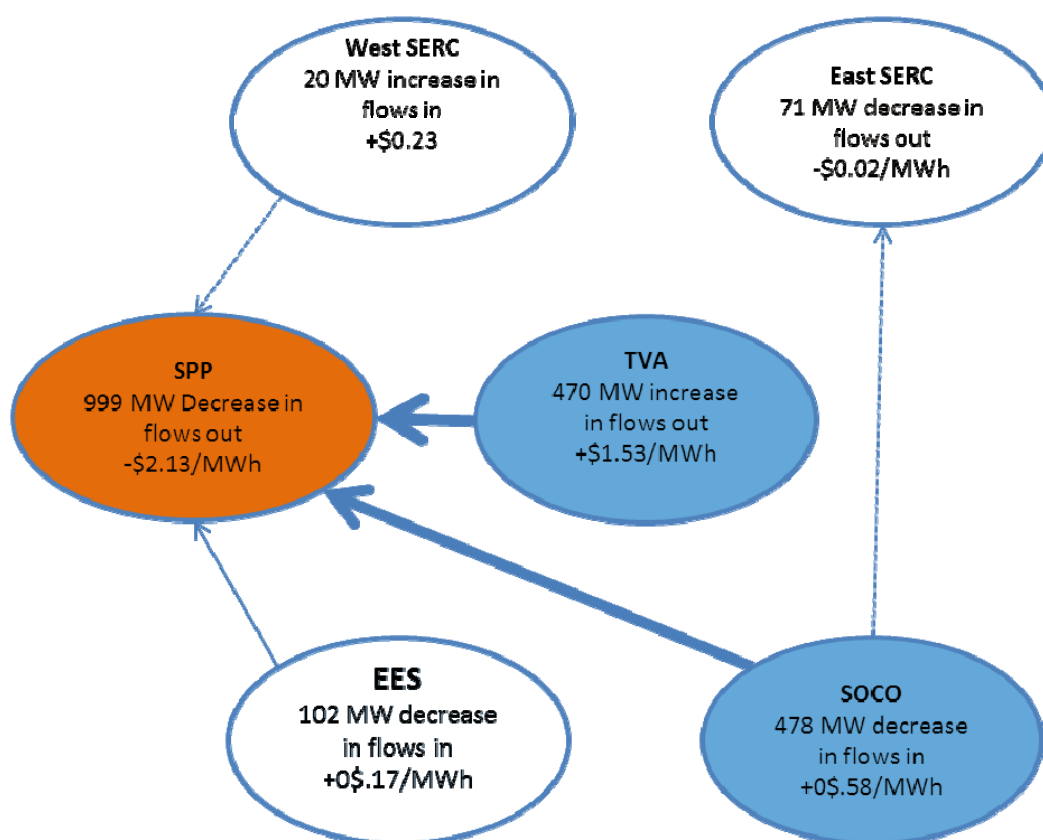 West SERC
20 MW increase in
flows in
+$0.23
East SERC
71 MW decrease in
flows out
-$0.02/MWh
SPP
999 MW Decrease in
flows out
-$2.13/MWh
TVA
470 MW increase
in flows out
+$1.53/MWh
EES
102 MW decrease
in flows in
+0$.17/MWh
SOCO
478 MW decrease
in flows in
+0$.58/MWh